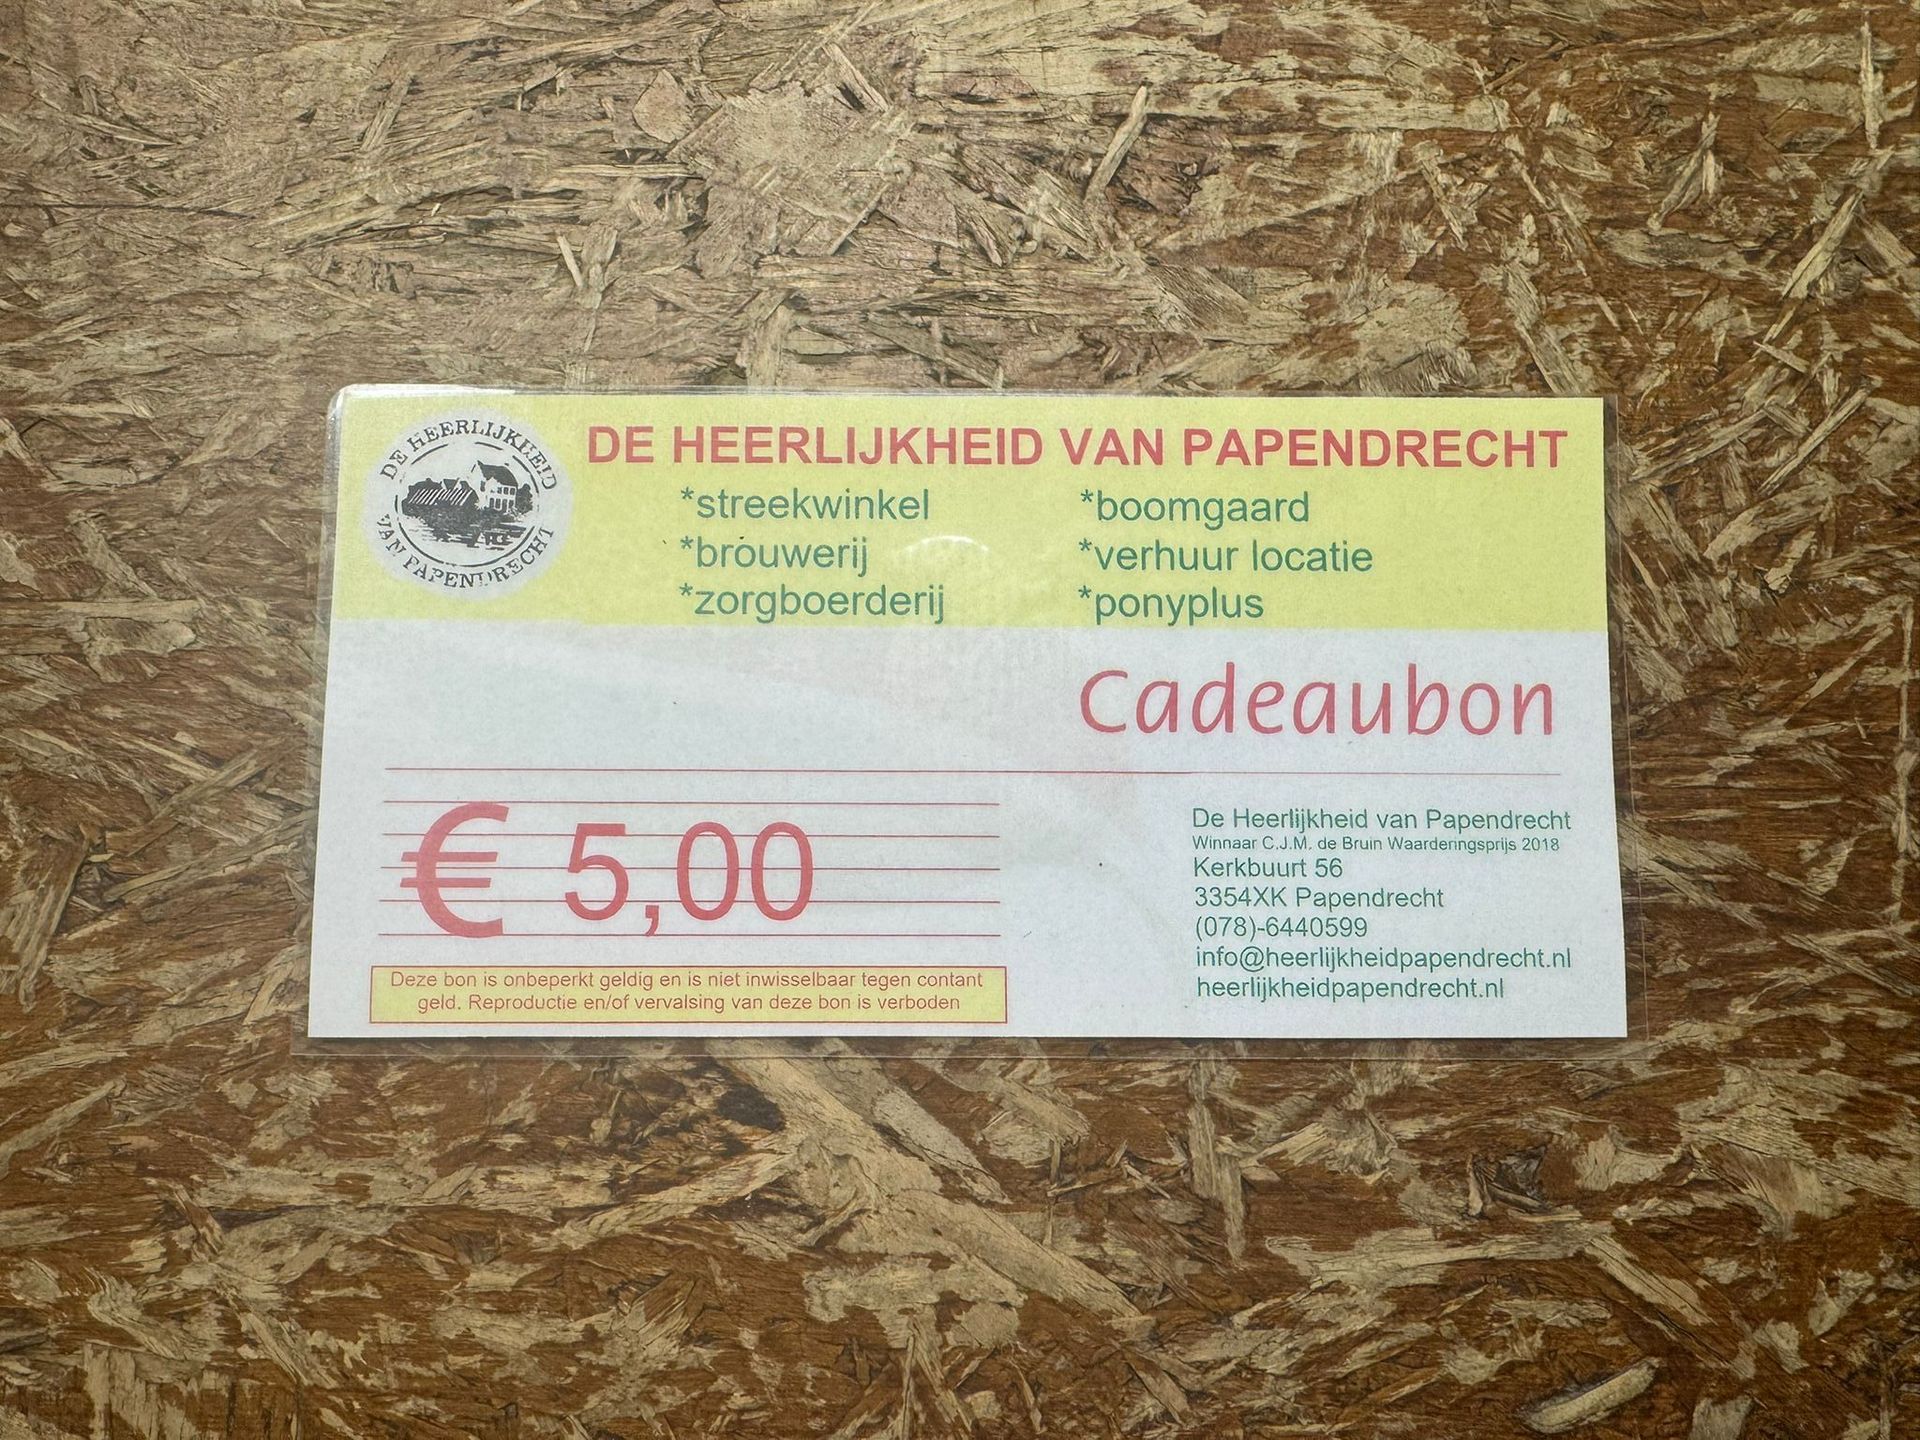 DE HEERLIJKHEID
VAN PAPENDRECHT
DE HEERLIJKHEID VAN PAPENDRECHT
*streekwinkel
*brouwerij
*zorgboerderij
*boomgaard
*verhuur locatie
*ponyplus
Cadeaubon
€ 5,00
Deze bon is onbeperkt geldig en is niet inwisselbaar tegen contant
geld. Reproductie en/of vervalsing van deze bon is verboden
De Heerlijkheid van Papendrecht
Winnaar C.J.M. de Bruin Waarderingsprijs 2018
Kerkbuurt 56
3354XK Papendrecht
(078)-6440599
info@heerlijkheidpapendrecht.nl
heerlijkheidpapendrecht.nl